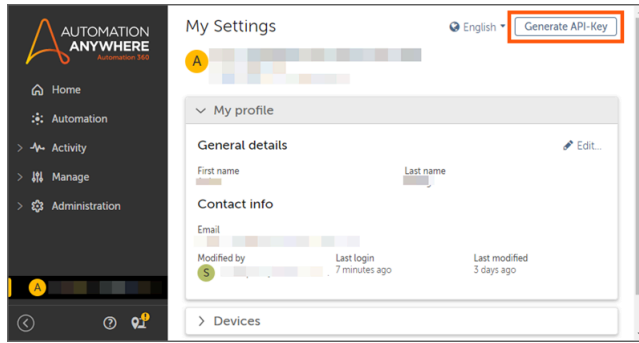 AUTOMATION
ANYWHERE
Automation 360
Home
Automation
Activity
Manage
Administration
A
My Settings
English
Generate API-Key
A
My profile
General details
Edit...
First name
Last name
Contact info
Email
Modified by
Last login
Last modified
S
7 minutes ago
3 days ago
Devices